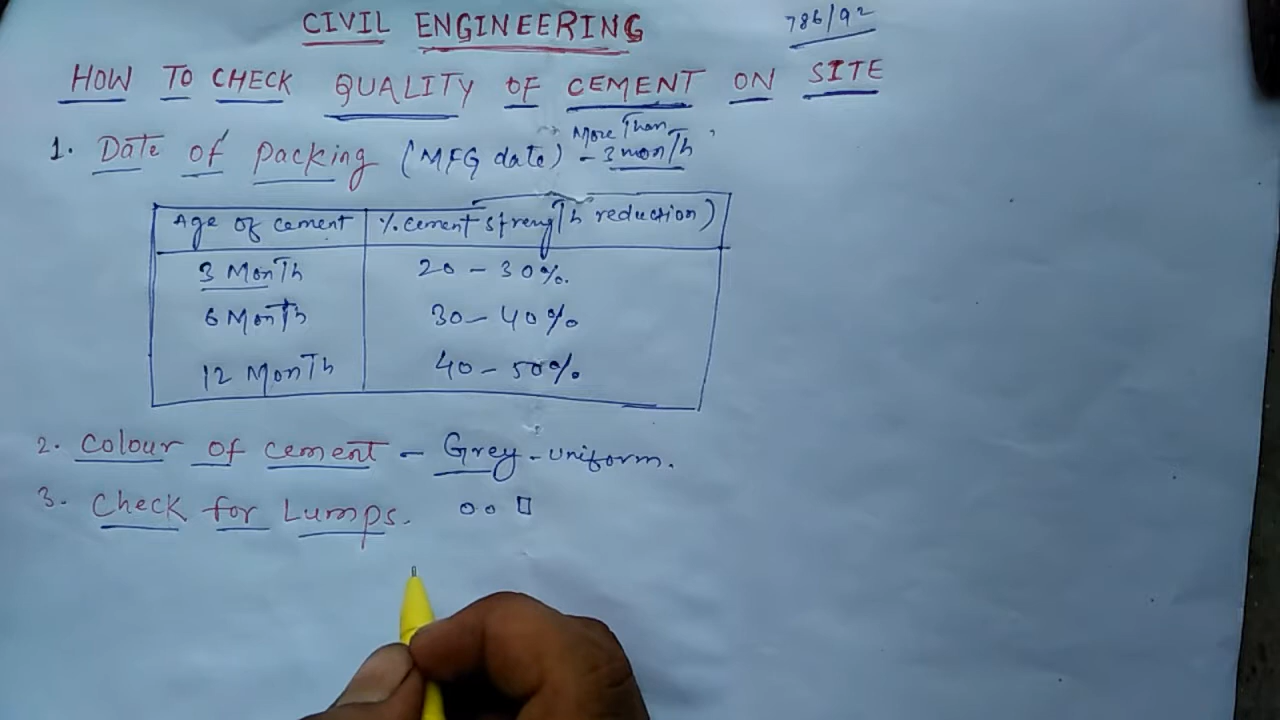 CIVIL ENGINEERING 786/92
HOW TO CHECK QUALITY OF CEMENT ON SITE
1. Date of packing (MFG date) - More Than 3 month
Age of cement % cement strength reduction)
3 MonTh 20 - 30%.
6 MonTh 30 - 40%
12 MonTh 40 - 50%
2. Colour of cement - Grey - uniform.
3. Check for Lumps.